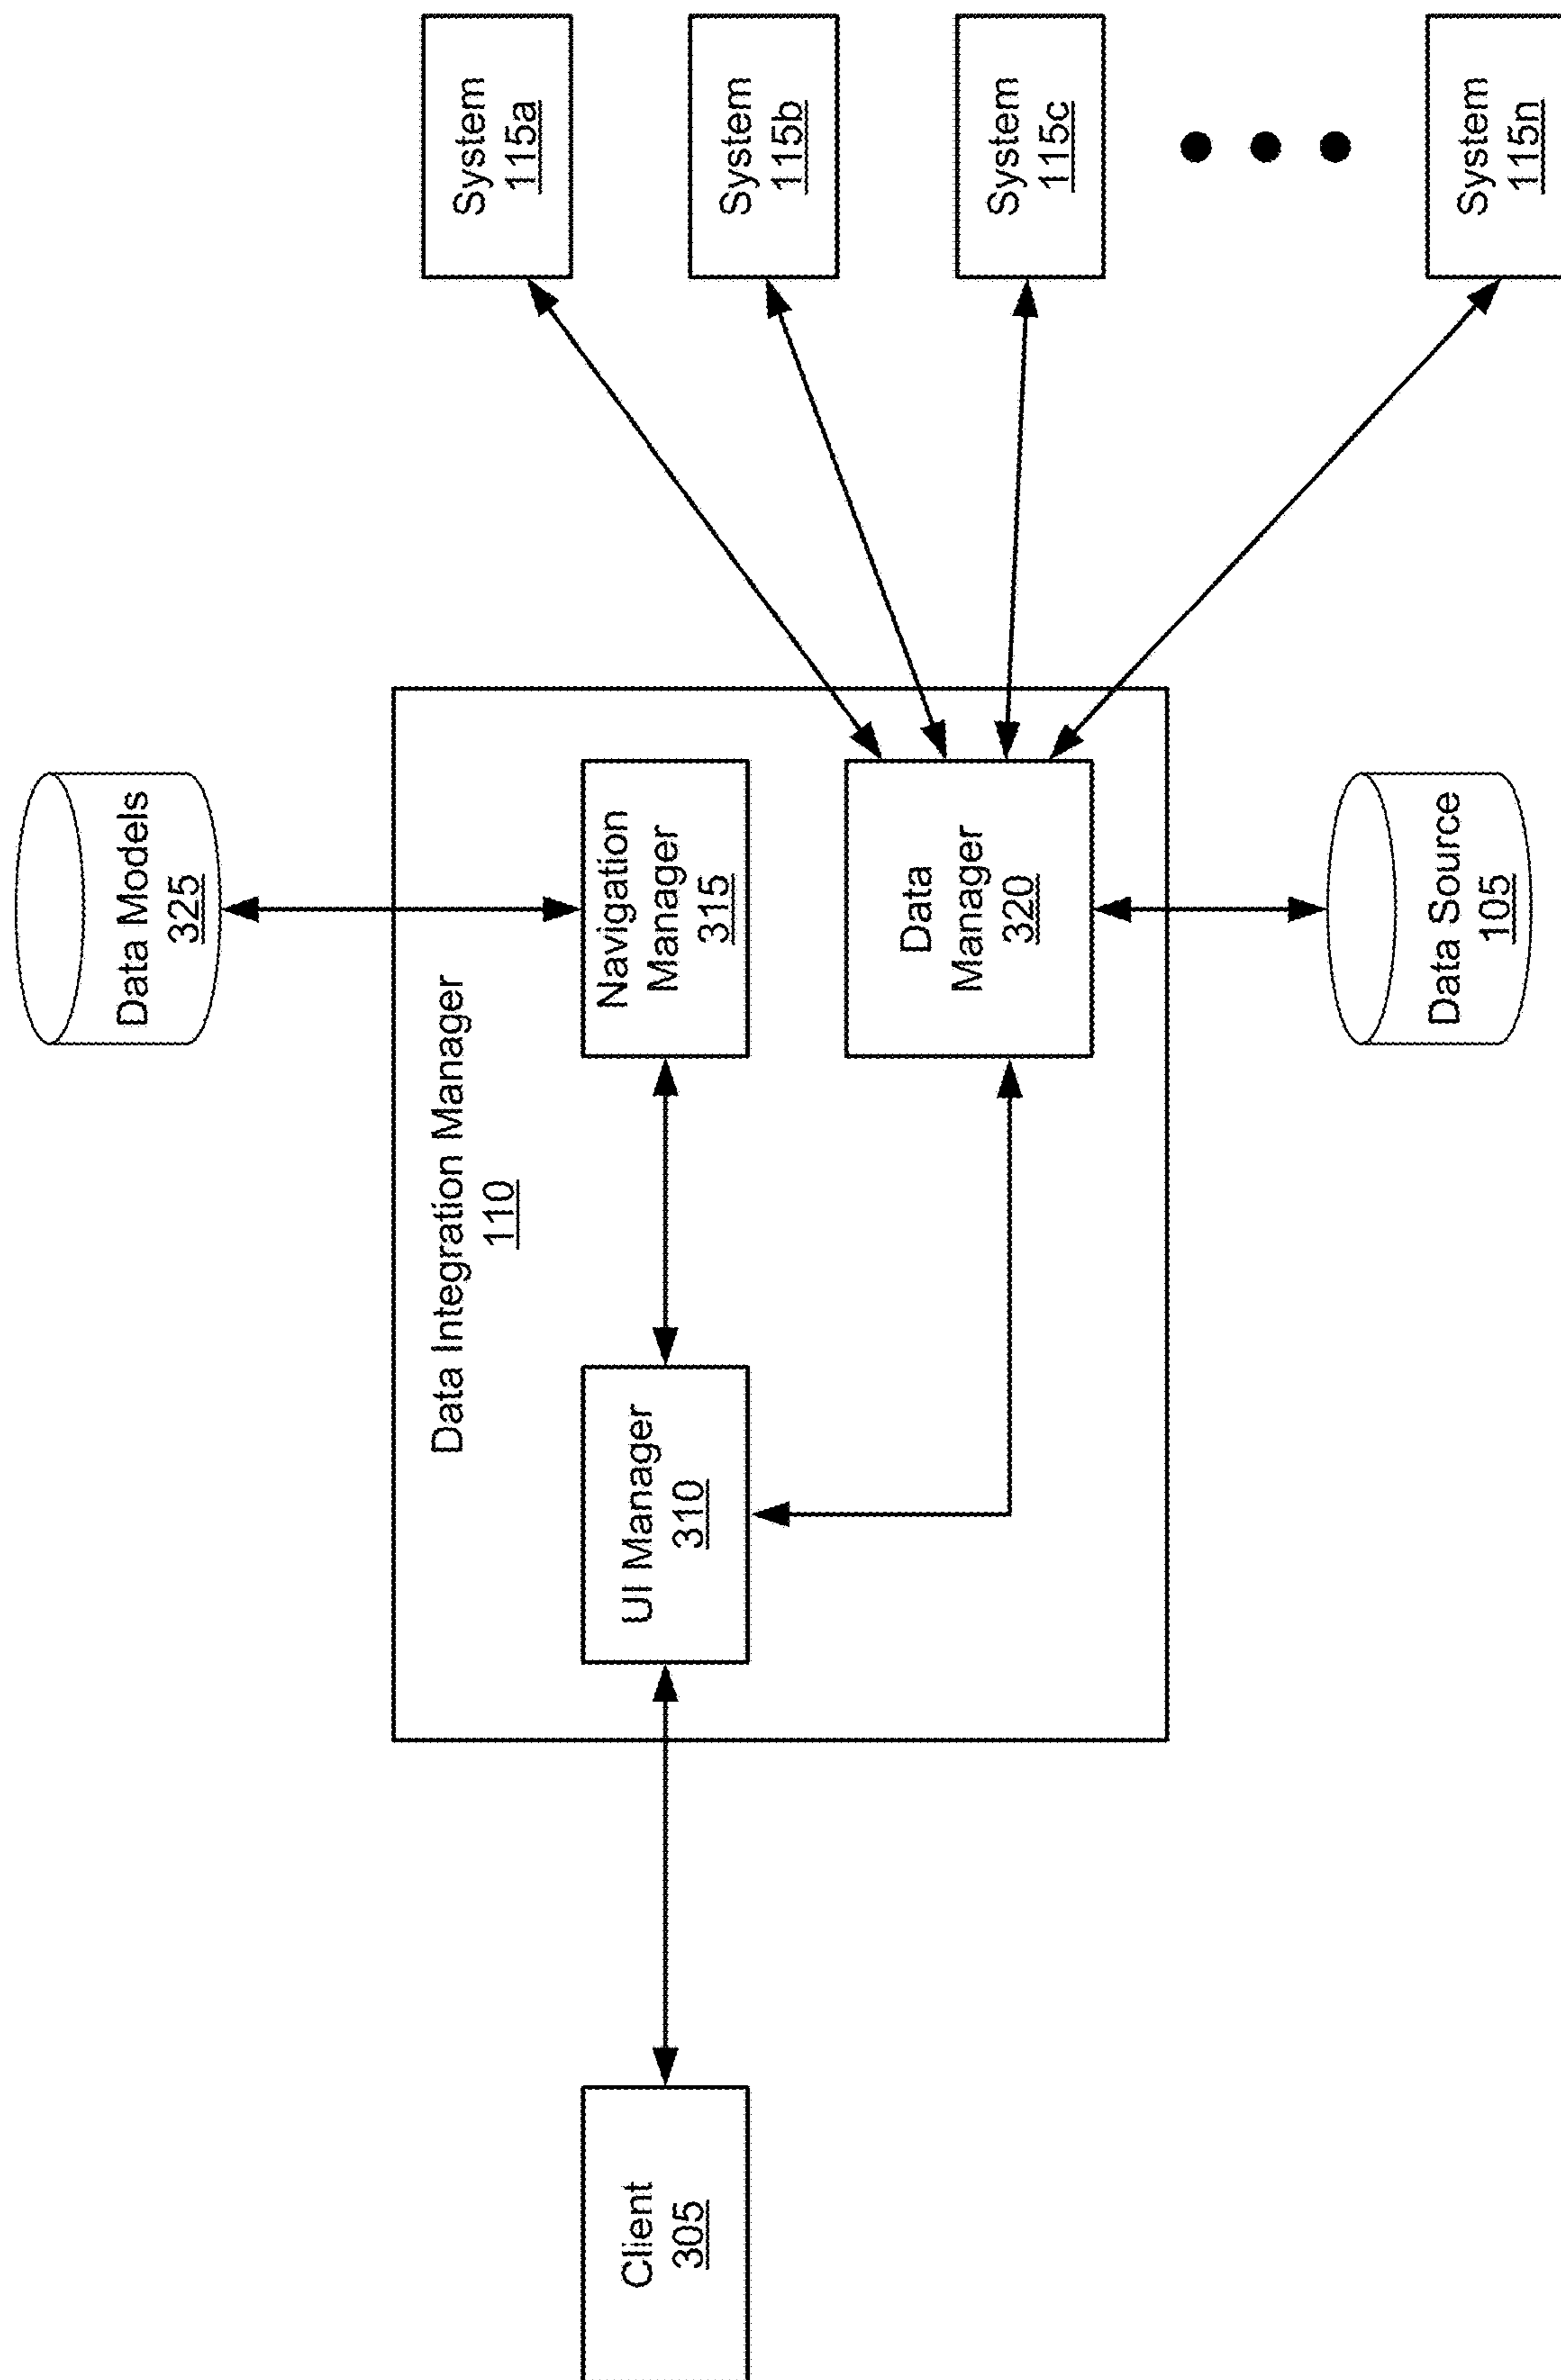 Data Models
325
Data Integration Manager
110
Client
305
UI Manager
310
Navigation
Manager
315
Data
Manager
320
Data Source
105
System
115a
System
115b
System
115c
System
115n